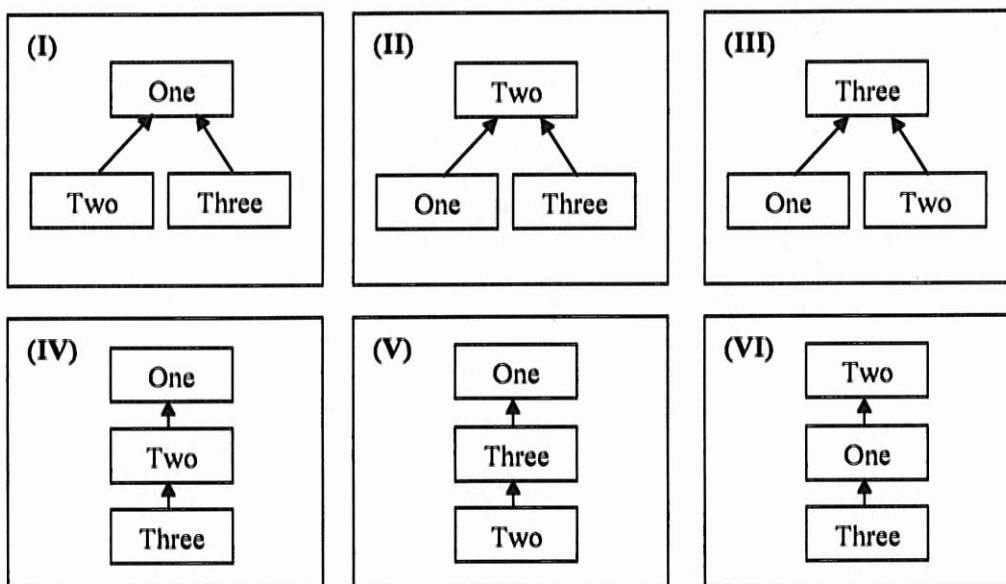 (I)
One
Two Three
(II)
Two
One Three
(III)
Three
One Two
(IV)
One
Two
Three
(V)
One
Three
Two
(VI)
Two
One
Three